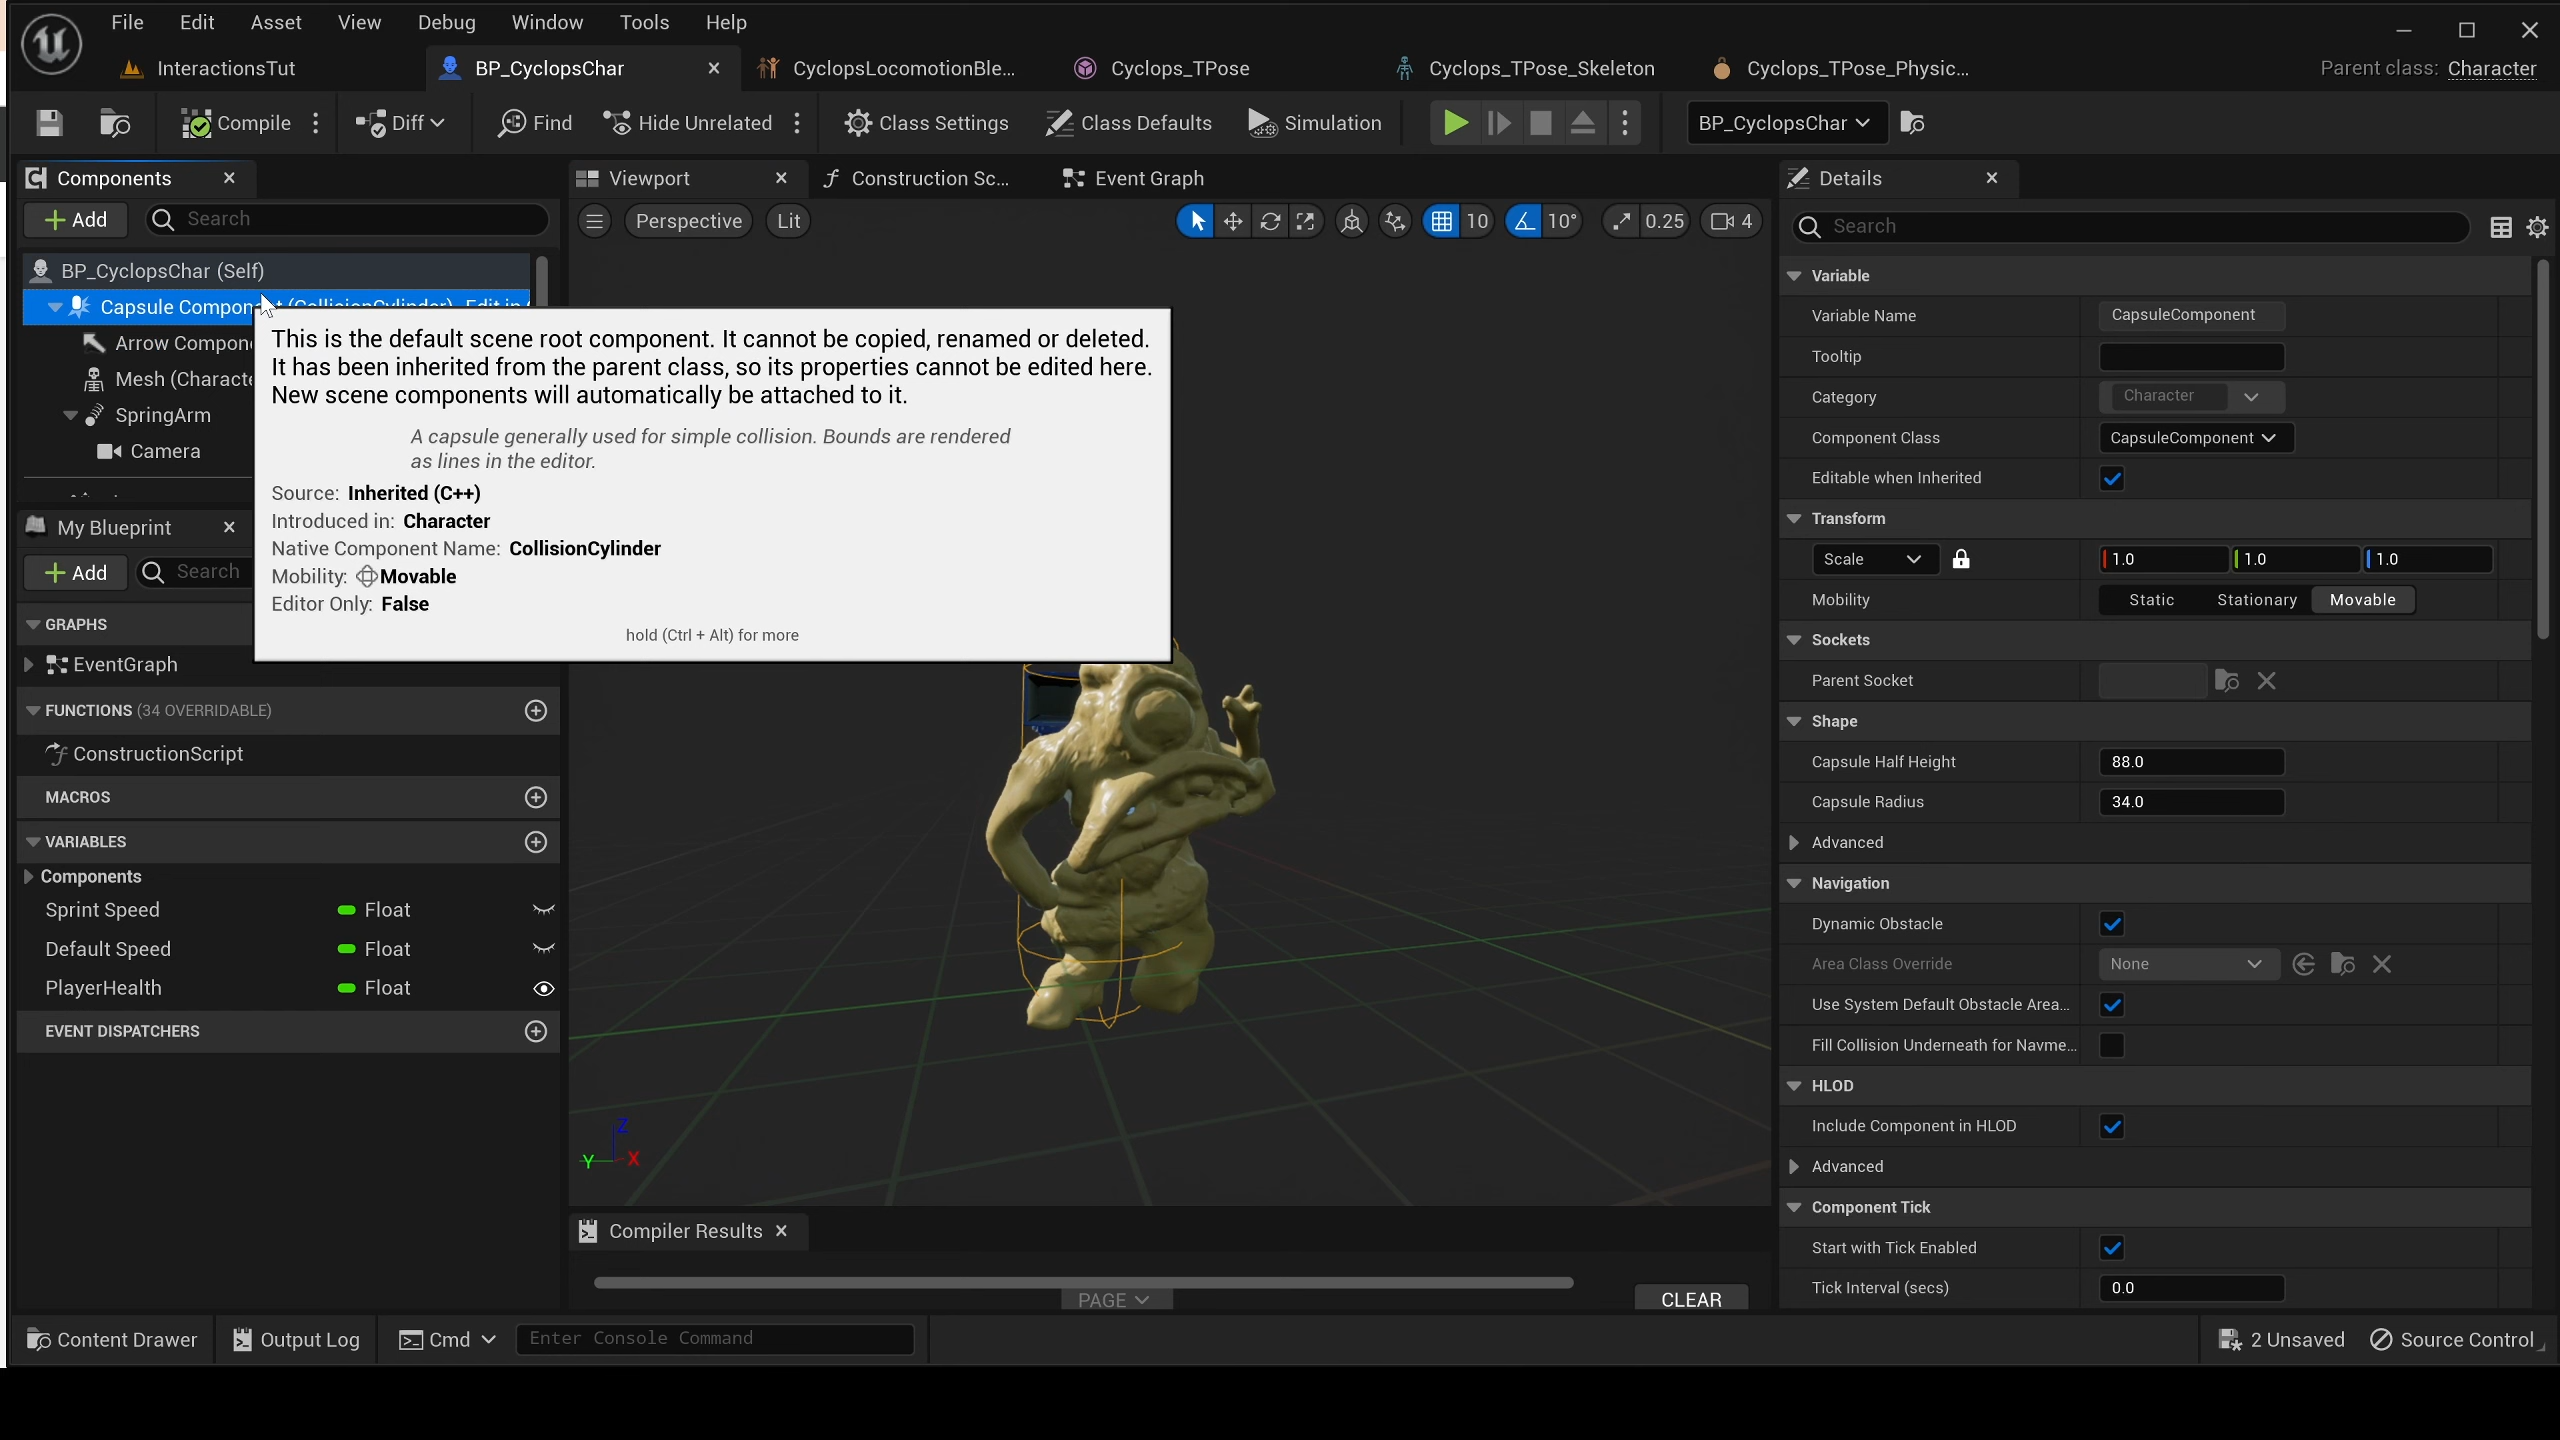 File Edit Asset View Debug Window Tools Help
InteractionsTut BP_CyclopsChar CyclopsLocomotionBle... Cyclops_TPose Cyclops_TPose_Skeleton Cyclops_TPose_Physic... Parent class: Character
Compile Diff Find Hide Unrelated Class Settings Class Defaults Simulation BP_CyclopsChar
Components
Add Search
BP_CyclopsChar (Self)
Capsule Compon
Arrow Compone
Mesh (Characte
SpringArm
Camera
This is the default scene root component. It cannot be copied, renamed or deleted.
It has been inherited from the parent class, so its properties cannot be edited here.
New scene components will automatically be attached to it.
A capsule generally used for simple collision. Bounds are rendered
as lines in the editor.
Source: Inherited (C++)
Introduced in: Character
Native Component Name: CollisionCylinder
Mobility: Movable
Editor Only: False
hold (Ctrl + Alt) for more
My Blueprint
Add Search
GRAPHS
EventGraph
FUNCTIONS (34 OVERRIDABLE)
ConstructionScript
MACROS
VARIABLES
Components
Sprint Speed Float
Default Speed Float
PlayerHealth Float
EVENT DISPATCHERS
Viewport Construction Sc... Event Graph
Perspective Lit 10 10° 0.25 4
Z
Y X
Compiler Results
PAGE CLEAR
Details
Search
Variable
Variable Name CapsuleComponent
Tooltip
Category Character
Component Class CapsuleComponent
Editable when Inherited
Transform
Scale 1.0 1.0 1.0
Mobility Static Stationary Movable
Sockets
Parent Socket
Shape
Capsule Half Height 88.0
Capsule Radius 34.0
Advanced
Navigation
Dynamic Obstacle
Area Class Override None
Use System Default Obstacle Area...
Fill Collision Underneath for Navme...
HLOD
Include Component in HLOD
Advanced
Component Tick
Start with Tick Enabled
Tick Interval (secs) 0.0
Content Drawer Output Log Cmd Enter Console Command 2 Unsaved Source Control